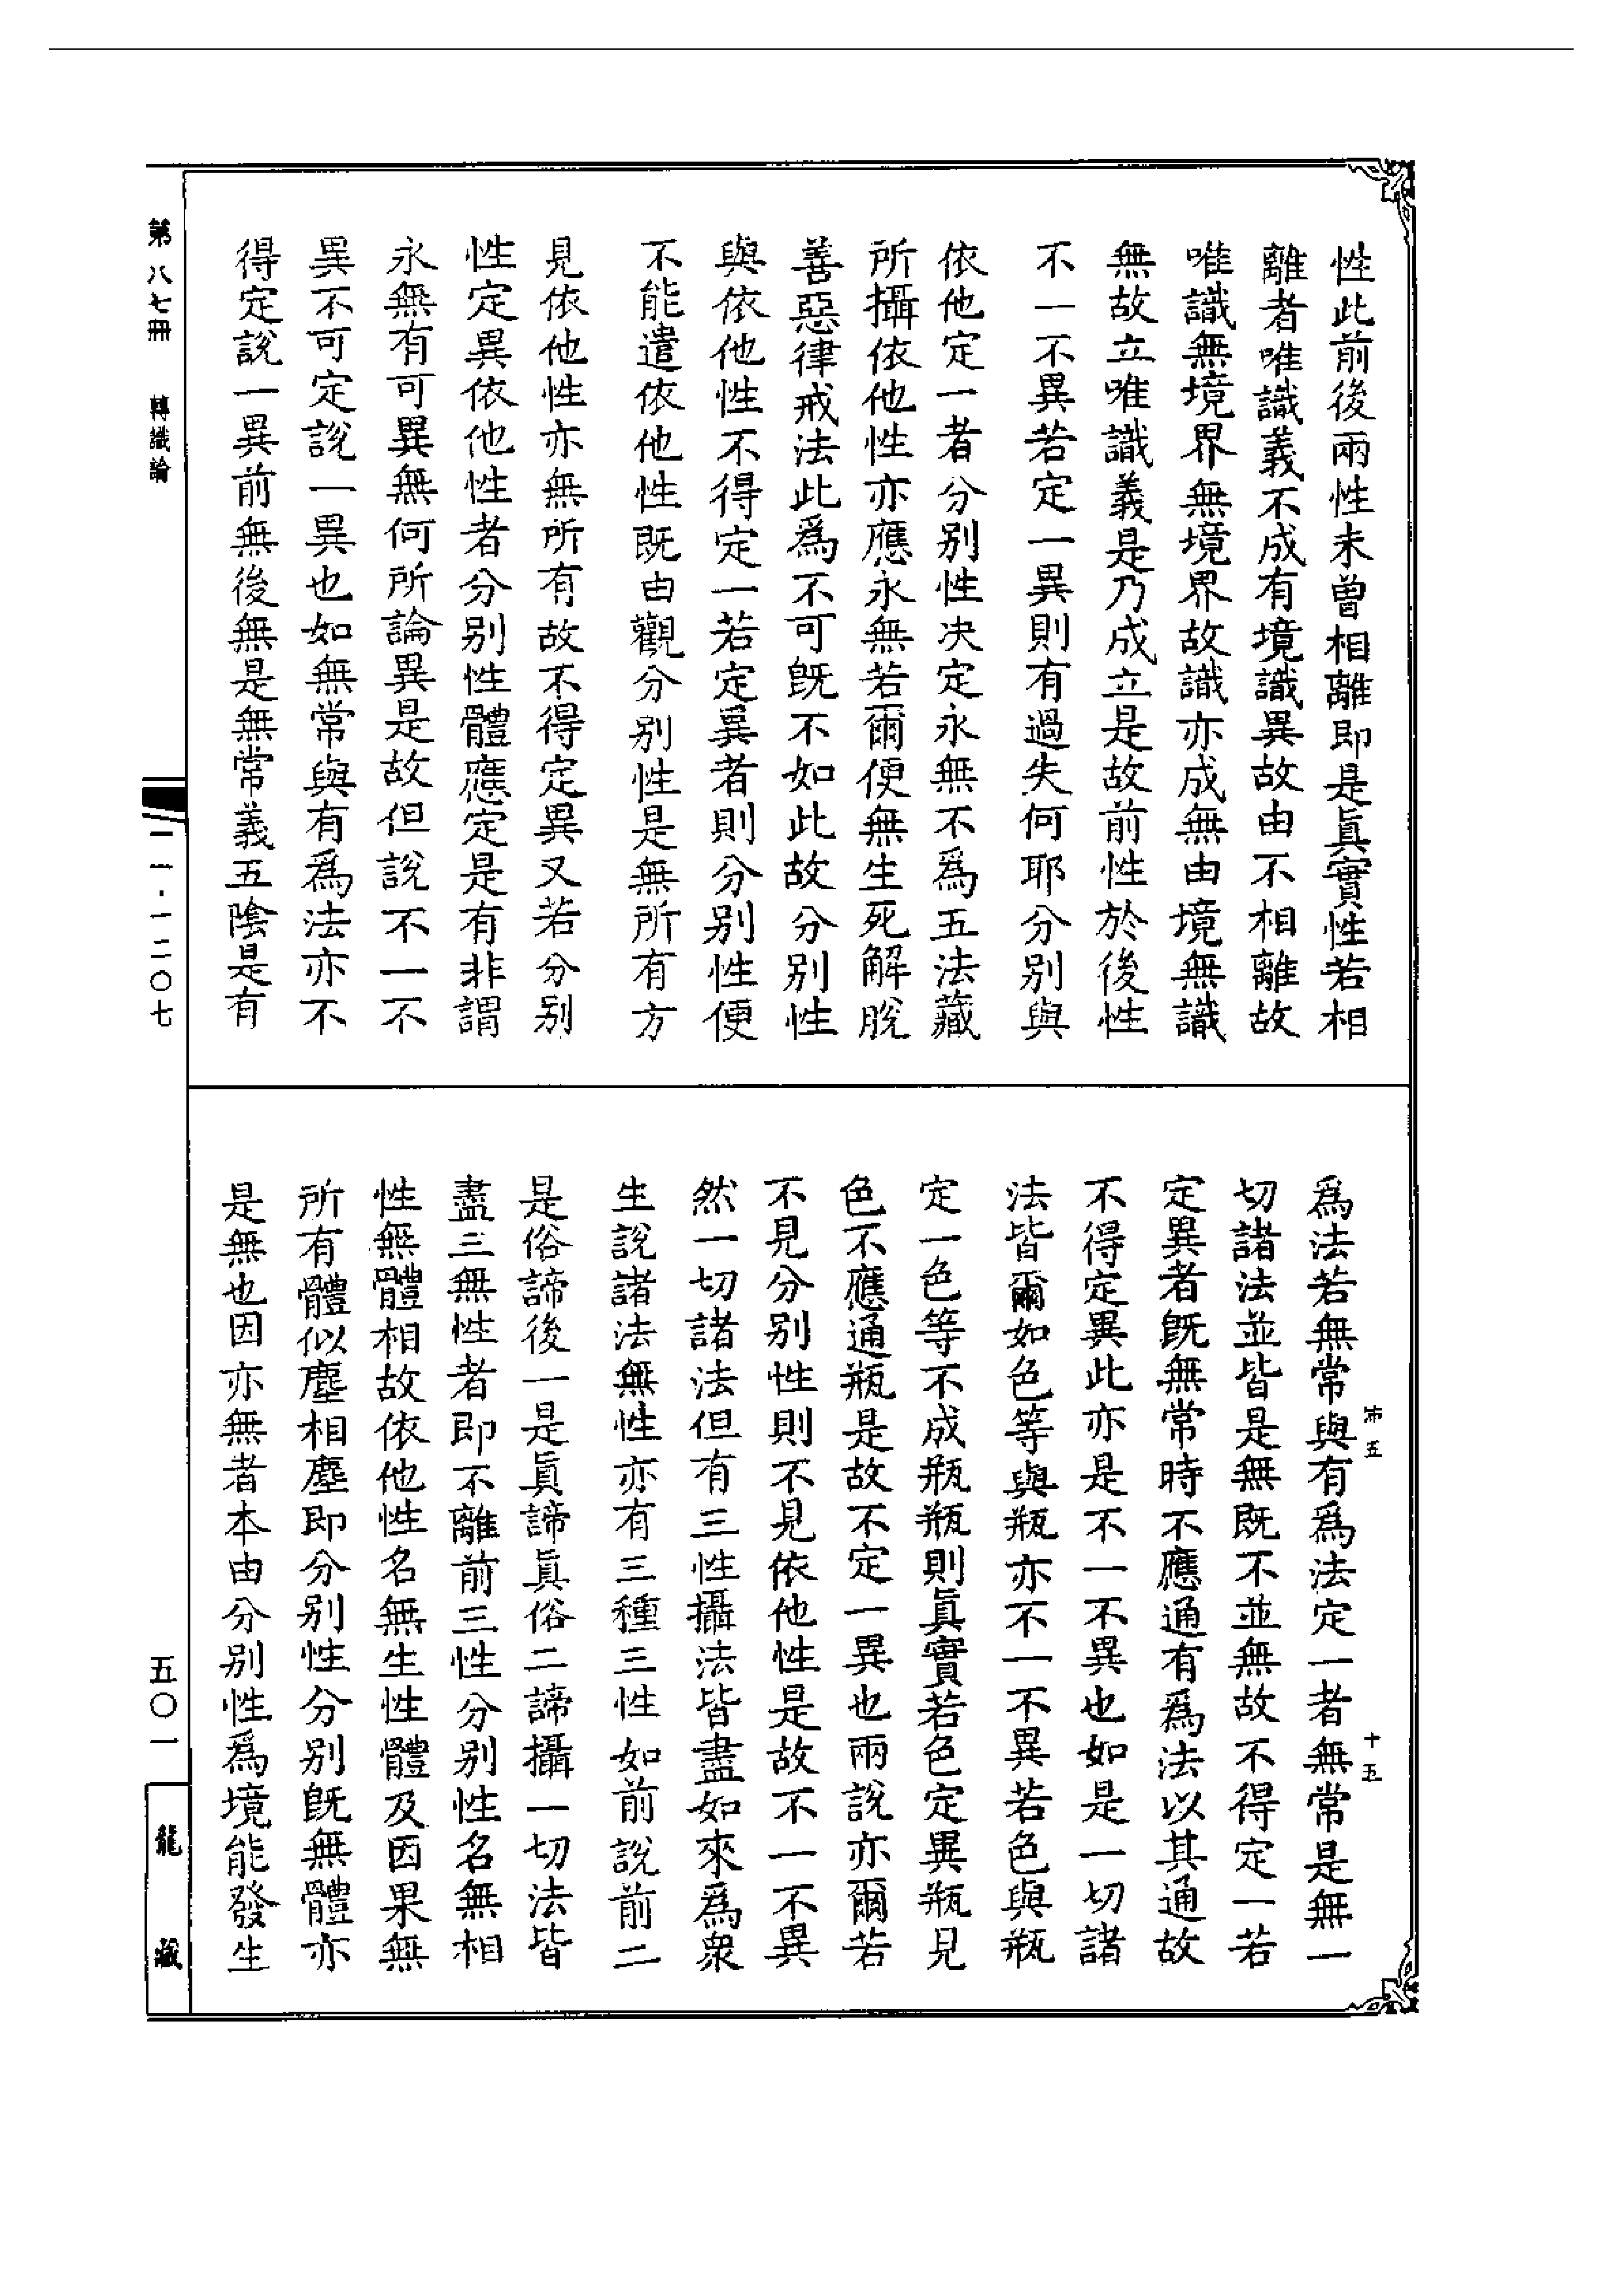 性此前後兩性未曾相離即是眞實性若相
離者唯識義不成有境識異故由不相離故
唯識無境界無境界故識亦成無由境無識
無故立唯識義是乃成立是故前性於後性
不一不異若定一異則有過失何耶分別與
依他定一者分別性決定永無不爲五法藏
所攝依他性亦應永無若爾便無生死解脫
善惡律戒法此爲不可旣不如此故分別性
與依他性不得定一若定異者則分別性便
不能遣依他性旣由觀分別性是無所有方
見依他性亦無所有故不得定異又若分別
性定異依他性者分別性體應定是有非謂
永無有可異無何所論異是故但說不一不
異不可定說一異也如無常與有爲法亦不
得定說一異前無後無是無常義五陰是有
爲法若無常與有爲法定一者無常是無一
切諸法並皆是無旣不並無故不得定一若
定異者旣無常時不應通有爲法以其通故
不得定異此亦是不一不異也如是一切諸
法皆爾如色等與瓶亦不一不異若色與瓶
定一色等不成瓶瓶則眞實若色定異瓶見
色不應通瓶是故不定一異也兩說亦爾若
不見分別性則不見依他性是故不一不異
然一切諸法但有三性攝法皆盡如來爲衆
生說諸法無性亦有三種三性如前說前二
是俗諦後一是眞諦眞俗二諦攝一切法皆
盡三無性者即不離前三性分別性名無相
性無體相故依他性名無生性體及因果無
所有體似塵相塵即分別性分別旣無體亦
是無也因亦無者本由分別性爲境能發生
沛五
十五
第八七冊
轉識論
一一·一二〇七
五〇一
龍藏